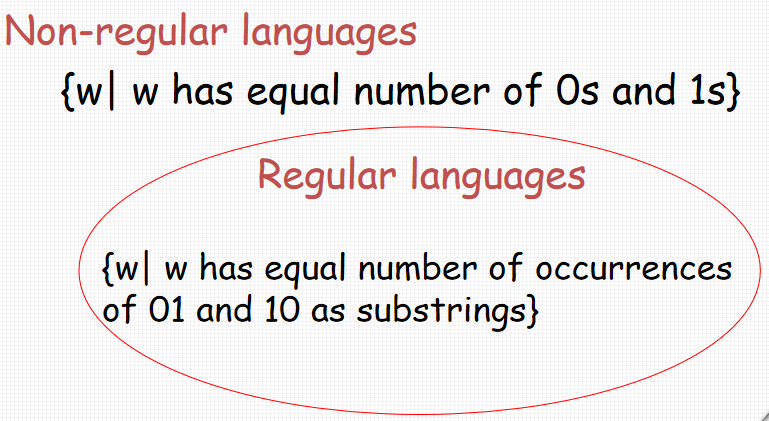 Non-regular languages
{w| w has equal number of 0s and 1s}
Regular languages
{w| w has equal number of occurrences
of 01 and 10 as substrings}